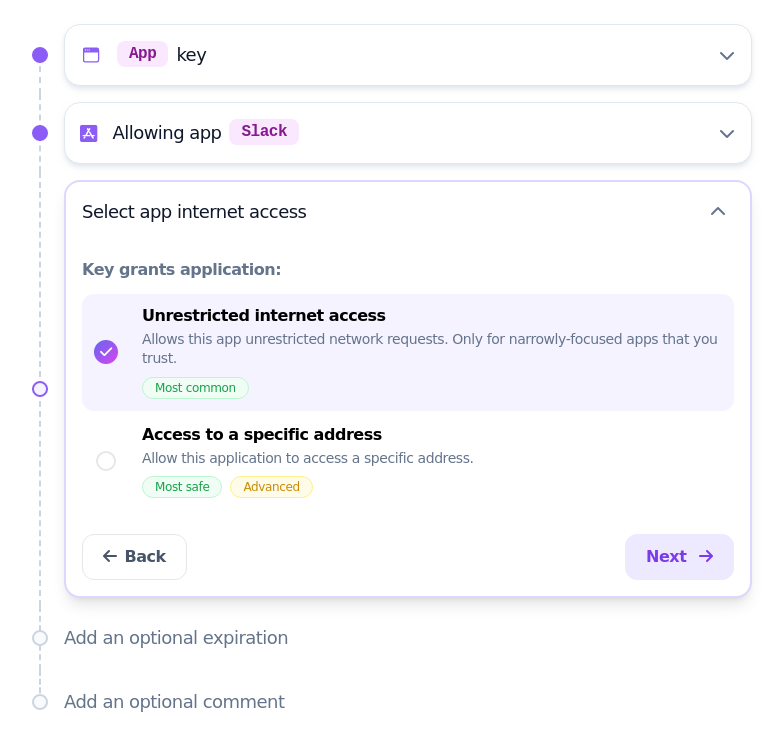 App key
Allowing app Slack
Select app internet access
Key grants application:
Unrestricted internet access
Allows this app unrestricted network requests. Only for narrowly-focused apps that you
trust.
Most common
Access to a specific address
Allow this application to access a specific address.
Most safe Advanced
← Back Next →
Add an optional expiration
Add an optional comment